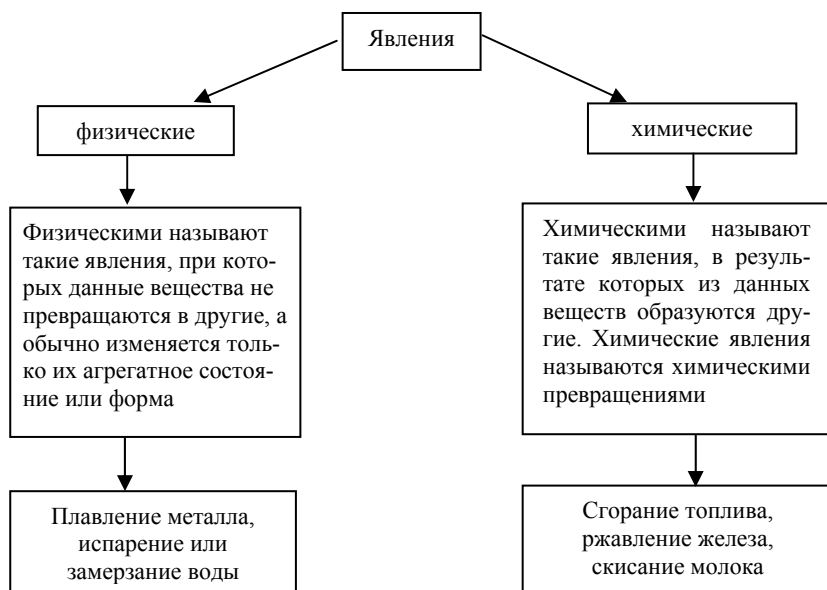 Явления
физические
химические
Физическими называют
такие явления, при кото-
рых данные вещества не
превращаются в другие, а
обычно изменяется толь-
ко их агрегатное состоя-
ние или форма
Химическими называют
такие явления, в резуль-
тате которых из данных
веществ образуются дру-
гие. Химические явления
называются химическими
превращениями
Плавление металла,
испарение или
замерзание воды
Сгорание топлива,
ржавление железа,
скисание молока